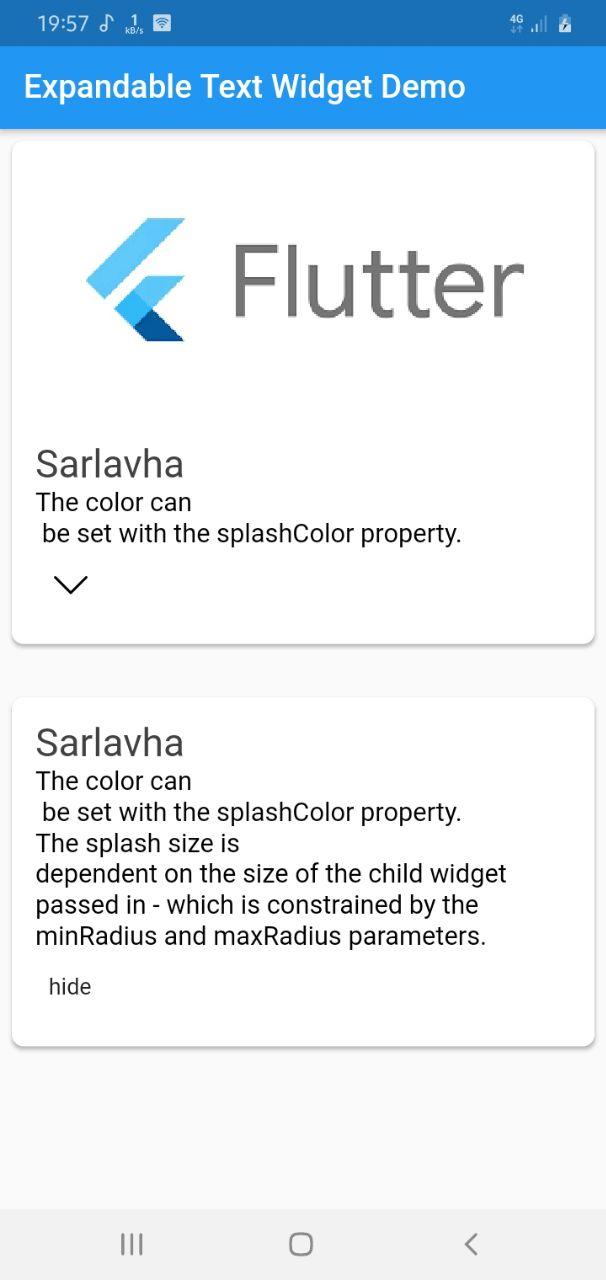 19:57
1
kB/s
4G
Expandable Text Widget Demo
Flutter
Sarlavha
The color can
be set with the splashColor property.
Sarlavha
The color can
be set with the splashColor property.
The splash size is
dependent on the size of the child widget
passed in - which is constrained by the
minRadius and maxRadius parameters.
hide